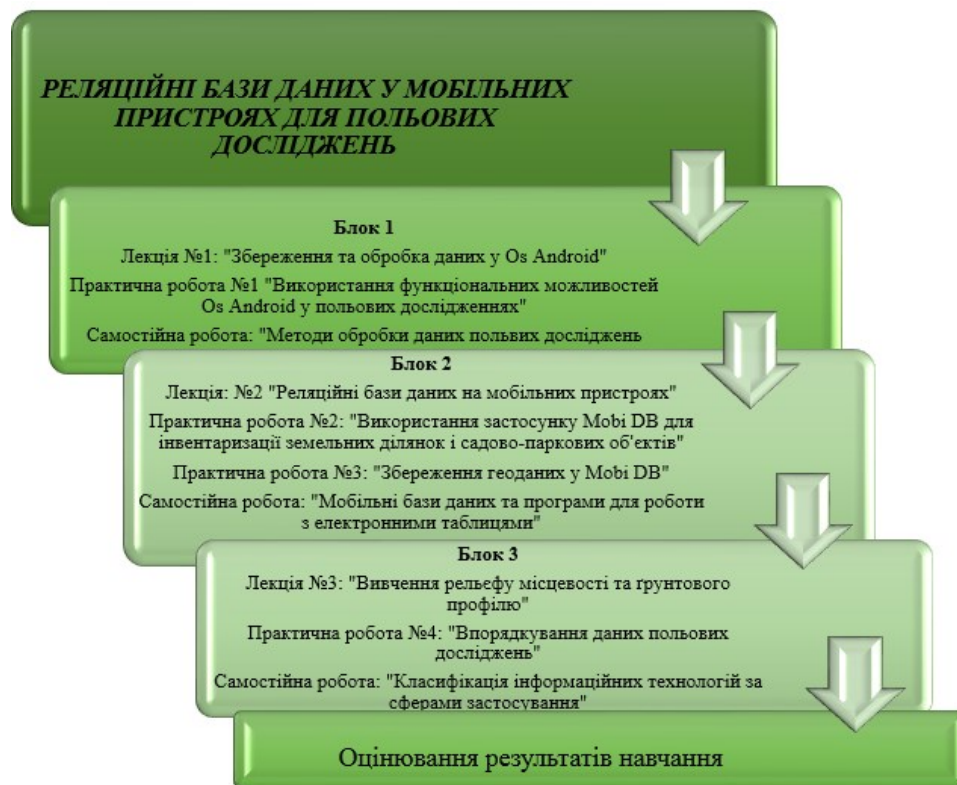 РЕЛЯЦІЙНІ БАЗИ ДАНИХ У МОБІЛЬНИХ
ПРИСТРОЯХ ДЛЯ ПОЛЬОВИХ
ДОСЛІДЖЕНЬ
Блок 1
Лекція №1: "Збереження та обробка даних у Os Android"
Практична робота №1 "Використання функціональних можливостей
Os Android у польових дослідженнях"
Самостійна робота: "Методи обробки даних польвих досліджень
Блок 2
Лекція: №2 "Реляційні бази даних на мобільних пристроях"
Практична робота №2: "Використання застосунку Mobi DB для
інвентаризації земельних ділянок і садово-паркових об'єктів"
Практична робота №3: "Збереження геоданих у Mobi DB"
Самостійна робота: "Мобільні бази даних та програми для роботи
з електронними таблицями"
Блок 3
Лекція №3: "Вивчення рельєфу місцевості та ґрунтового
профілю"
Практична робота №4: "Впорядкування даних польових
досліджень"
Самостійна робота: "Класифікація інформаційних технологій за
сферами застосування"
Оцінювання результатів навчання